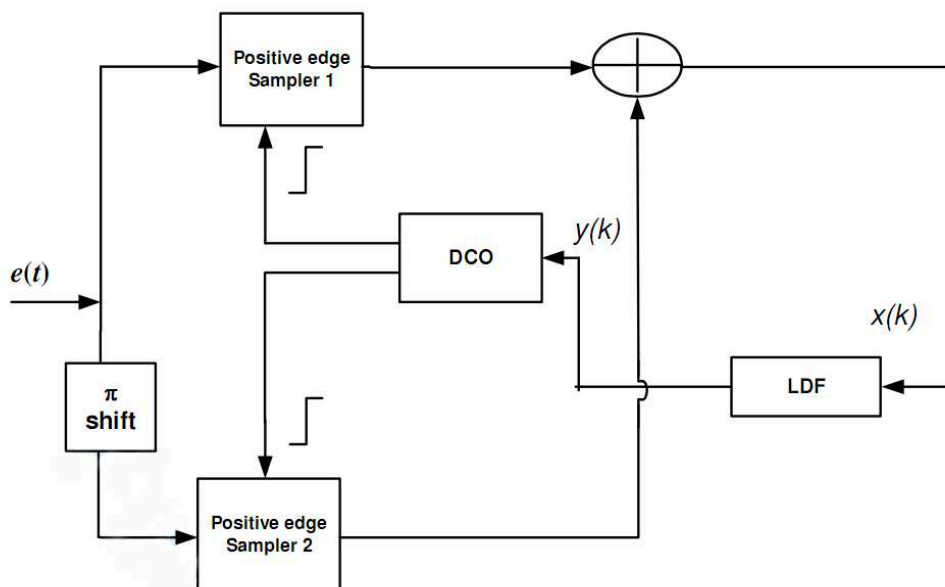 Positive edge
Sampler 1
DCO
y(k)
e(t)
x(k)
π
shift
LDF
Positive edge
Sampler 2